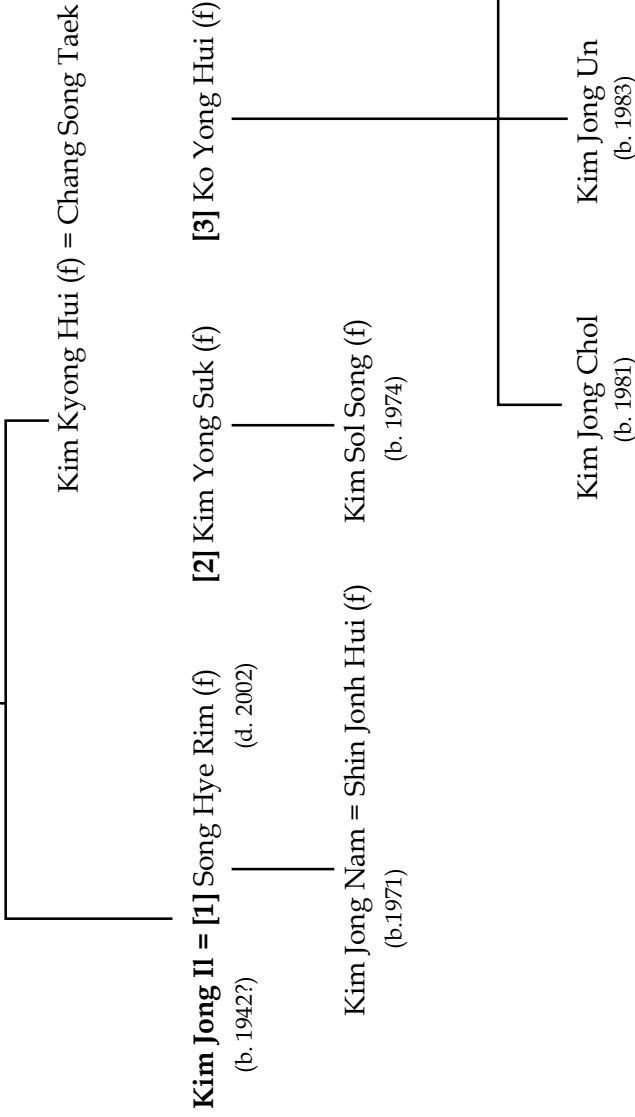 Kim Kyong Hui (f) = Chang Song Taek
Kim Jong Il = [1] Song Hye Rim (f)
(b. 1942?)
(d. 2002)
[2] Kim Yong Suk (f)
[3] Ko Yong Hui (f)
Kim Jong Nam = Shin Jonh Hui (f)
(b.1971)
Kim Sol Song (f)
(b. 1974)
Kim Jong Chol
(b. 1981)
Kim Jong Un
(b. 1983)